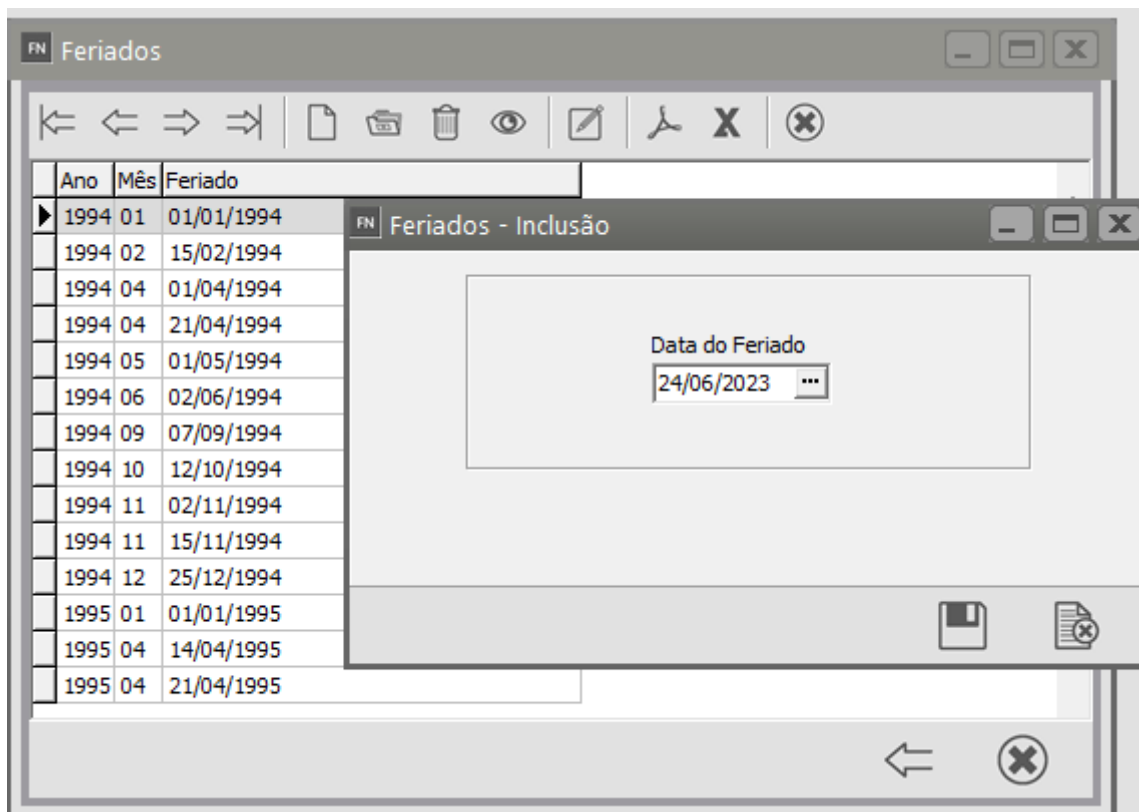 FN Feriados
X
Ano Mês Feriado
1994 01 01/01/1994
1994 02 15/02/1994
1994 04 01/04/1994
1994 04 21/04/1994
1994 05 01/05/1994
1994 06 02/06/1994
1994 09 07/09/1994
1994 10 12/10/1994
1994 11 02/11/1994
1994 11 15/11/1994
1994 12 25/12/1994
1995 01 01/01/1995
1995 04 14/04/1995
1995 04 21/04/1995
FN Feriados - Inclusão
Data do Feriado
24/06/2023 ...